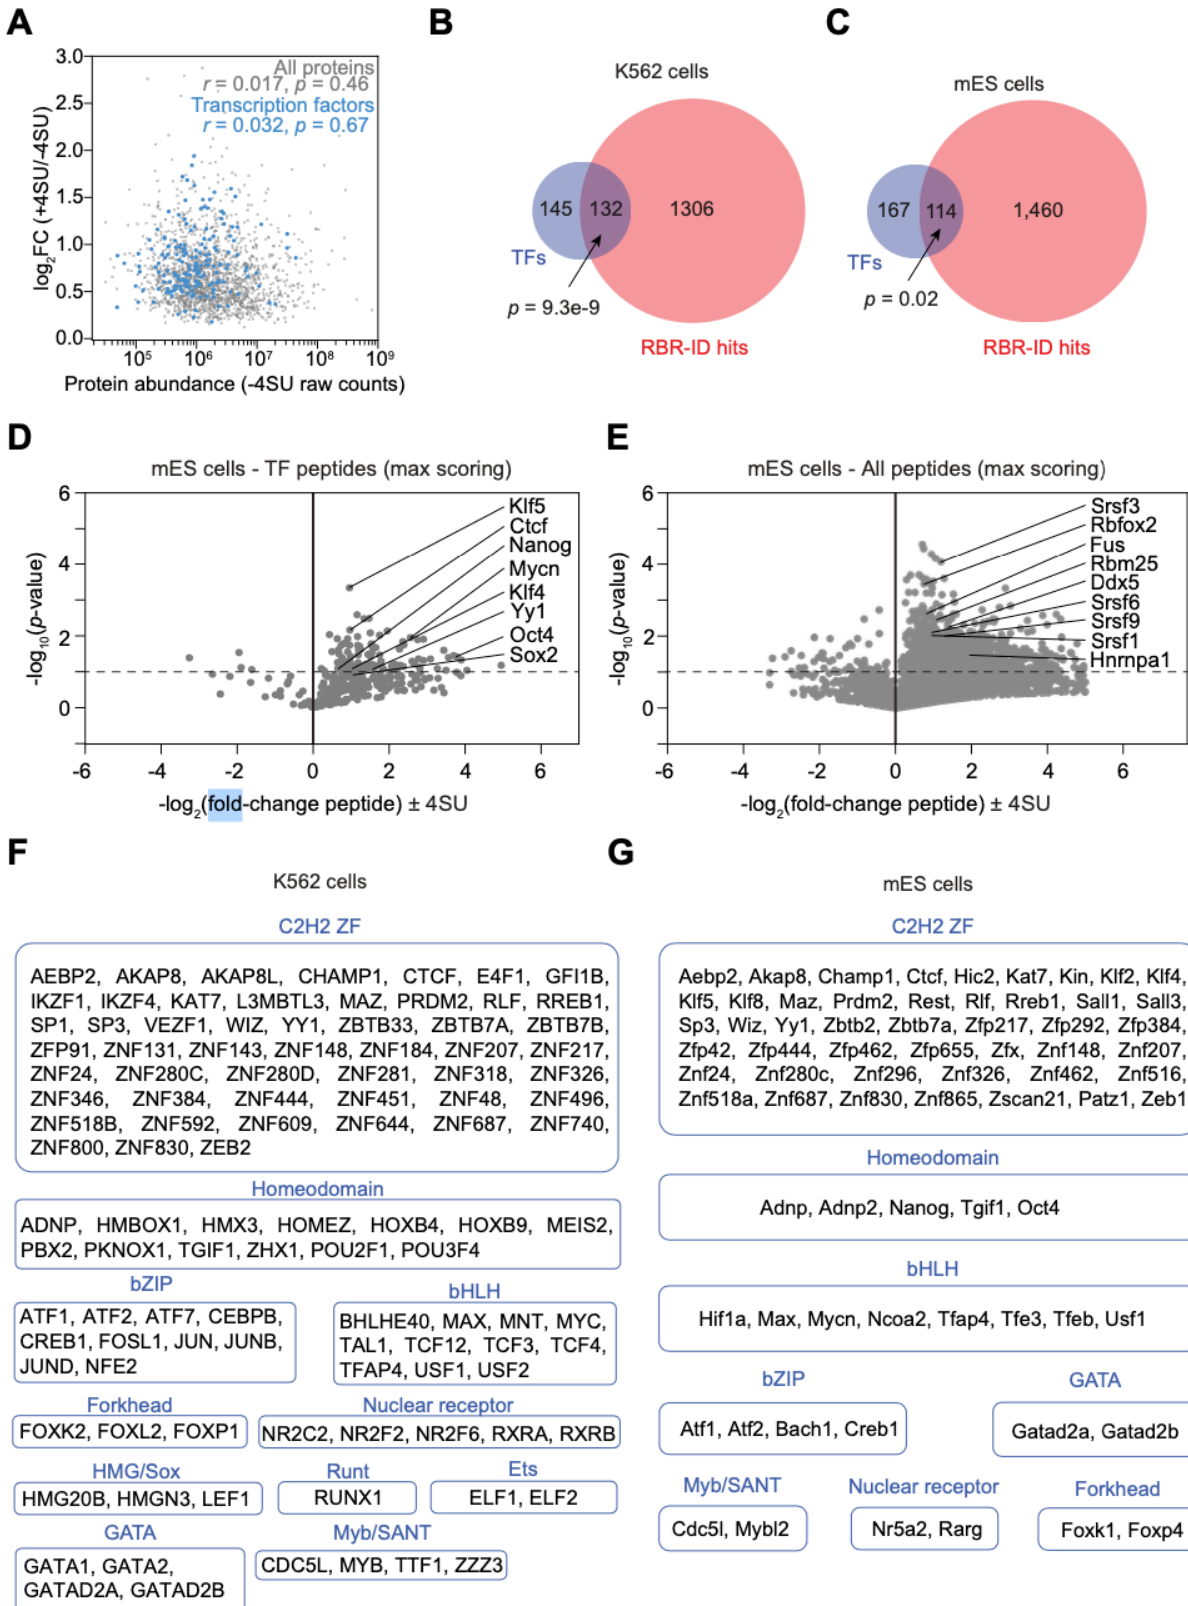 A
3.0
2.5
2.0
1.5
1.0
0.5
0.0
log2FC (+4SU/-4SU)
All proteins
r = 0.017, p = 0.46
Transcription factors
r = 0.032, p = 0.67
10^5 10^6 10^7 10^8 10^9
Protein abundance (-4SU raw counts)
B
K562 cells
145 132 1306
TFs
p = 9.3e-9
RBR-ID hits
C
mES cells
167 114 1,460
TFs
p = 0.02
RBR-ID hits
D
mES cells - TF peptides (max scoring)
6
4
2
0
-log10(p-value)
Klf5
Ctcf
Nanog
Mycn
Klf4
Yy1
Oct4
Sox2
-6 -4 -2 0 2 4 6
-log2(fold-change peptide) ± 4SU
E
mES cells - All peptides (max scoring)
6
4
2
0
-log10(p-value)
Srsf3
Rbfox2
Fus
Rbm25
Ddx5
Srsf6
Srsf9
Srsf1
Hnrnpa1
-6 -4 -2 0 2 4 6
-log2(fold-change peptide) ± 4SU
F
K562 cells
C2H2 ZF
AEBP2, AKAP8, AKAP8L, CHAMP1, CTCF, E4F1, GFI1B,
IKZF1, IKZF4, KAT7, L3MBTL3, MAZ, PRDM2, RLF, RREB1,
SP1, SP3, VEZF1, WIZ, YY1, ZBTB33, ZBTB7A, ZBTB7B,
ZFP91, ZNF131, ZNF143, ZNF148, ZNF184, ZNF207, ZNF217,
ZNF24, ZNF280C, ZNF280D, ZNF281, ZNF318, ZNF326,
ZNF346, ZNF384, ZNF444, ZNF451, ZNF48, ZNF496,
ZNF518B, ZNF592, ZNF609, ZNF644, ZNF687, ZNF740,
ZNF800, ZNF830, ZEB2
Homeodomain
ADNP, HMBOX1, HMX3, HOMEZ, HOXB4, HOXB9, MEIS2,
PBX2, PKNOX1, TGIF1, ZHX1, POU2F1, POU3F4
bZIP
ATF1, ATF2, ATF7, CEBPB,
CREB1, FOSL1, JUN, JUNB,
JUND, NFE2
bHLH
BHLHE40, MAX, MNT, MYC,
TAL1, TCF12, TCF3, TCF4,
TFAP4, USF1, USF2
Forkhead
FOXK2, FOXL2, FOXP1
Nuclear receptor
NR2C2, NR2F2, NR2F6, RXRA, RXRB
HMG/Sox
HMG20B, HMGN3, LEF1
Runt
RUNX1
Ets
ELF1, ELF2
GATA
GATA1, GATA2,
GATAD2A, GATAD2B
Myb/SANT
CDC5L, MYB, TTF1, ZZZ3
G
mES cells
C2H2 ZF
Aebp2, Akap8, Champ1, Ctcf, Hic2, Kat7, Kin, Klf2, Klf4,
Klf5, Klf8, Maz, Prdm2, Rest, Rlf, Rreb1, Sall1, Sall3,
Sp3, Wiz, Yy1, Zbtb2, Zbtb7a, Zfp217, Zfp292, Zfp384,
Zfp42, Zfp444, Zfp462, Zfp655, Zfx, Znf148, Znf207,
Znf24, Znf280c, Znf296, Znf326, Znf462, Znf516,
Znf518a, Znf687, Znf830, Znf865, Zscan21, Patz1, Zeb1
Homeodomain
Adnp, Adnp2, Nanog, Tgif1, Oct4
bHLH
Hif1a, Max, Mycn, Ncoa2, Tfap4, Tfe3, Tfeb, Usf1
bZIP
Atf1, Atf2, Bach1, Creb1
GATA
Gatad2a, Gatad2b
Myb/SANT
Cdc5l, Mybl2
Nuclear receptor
Nr5a2, Rarg
Forkhead
Foxk1, Foxp4